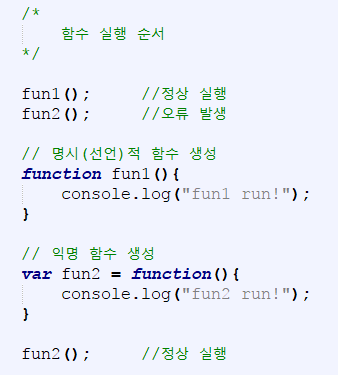 /*
함수 실행 순서
*/
fun1();     //정상 실행
fun2();     //오류 발생
// 명시(선언)적 함수 생성
function fun1(){
    console.log("fun1 run!");
}
// 익명 함수 생성
var fun2 = function(){
    console.log("fun2 run!");
}
fun2();     //정상 실행